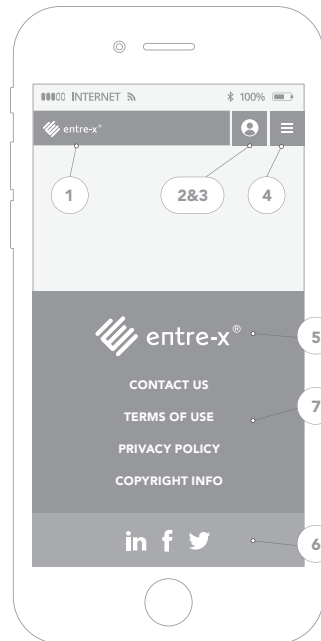 INTERNET 100%
entre-x®
1 2&3 4
entre-x®
5
CONTACT US
TERMS OF USE
7
PRIVACY POLICY
COPYRIGHT INFO
in f
6